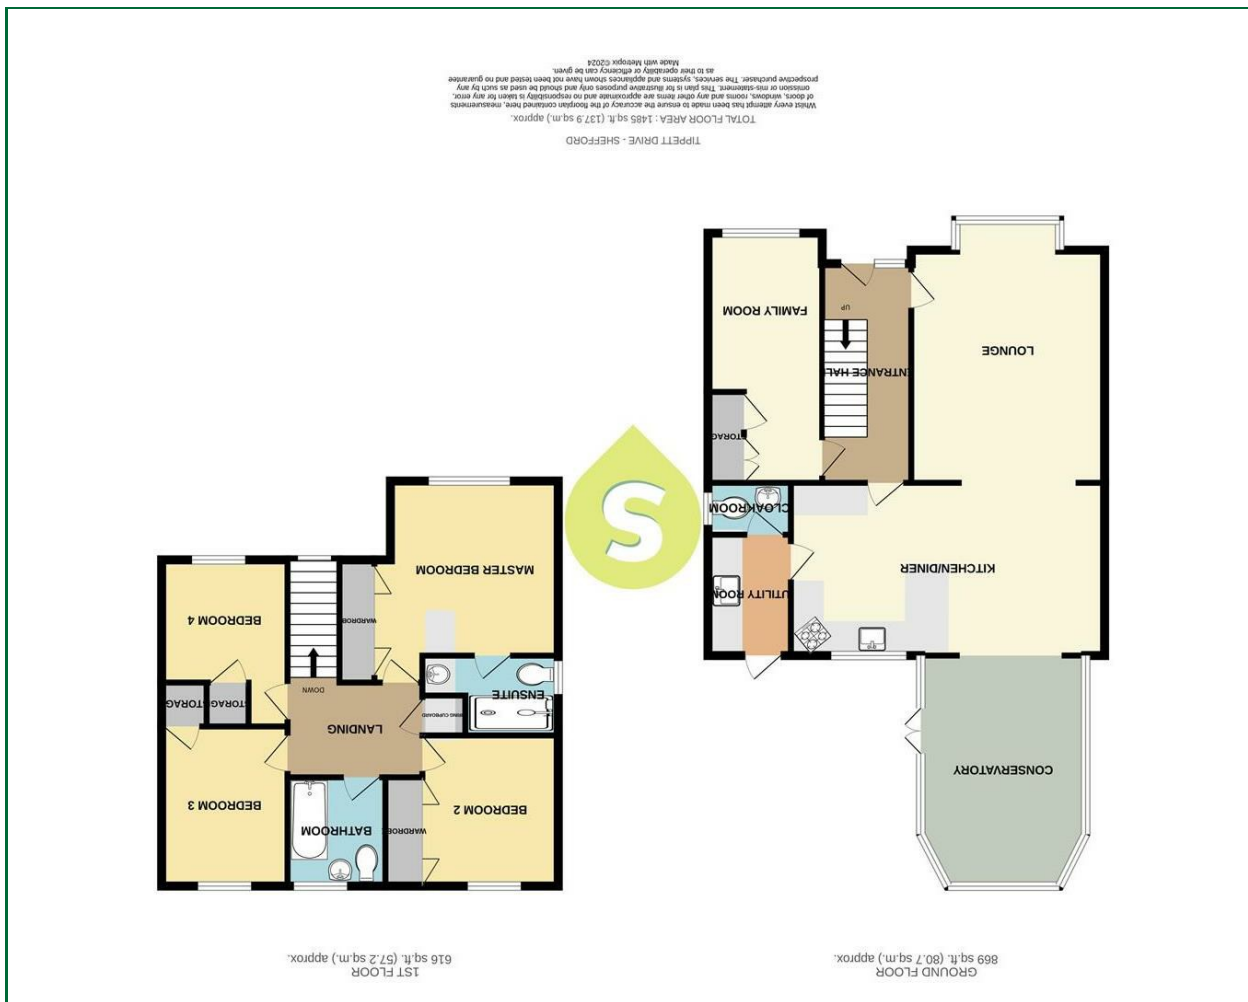 GROUND FLOOR
869 sq.ft. (80.7 sq.m.) approx.
1ST FLOOR
616 sq.ft. (57.2 sq.m.) approx.
CONSERVATORY
KITCHEN/DINER
UTILITY ROOM
CLOAKROOM
LOUNGE
ENTRANCE HALL
UP
STORAG
FAMILY ROOM
BEDROOM 2
WARDROBE
BATHROOM
BEDROOM 3
LANDING
DOWN
ENSUITE
STORAG
STORAG
MASTER BEDROOM
WARDROBE
BEDROOM 4
S
TIPPETT DRIVE - SHEFFORD
TOTAL FLOOR AREA : 1485 sq.ft. (137.9 sq.m.) approx.
Whilst every attempt has been made to ensure the accuracy of the floorplan contained here, measurements
of doors, windows, rooms and any other items are approximate and no responsibility is taken for any error,
omission or mis-statement. This plan is for illustrative purposes only and should be used as such by any
prospective purchaser. The services, systems and appliances shown have not been tested and no guarantee
as to their operability or efficiency can be given.
Made with Metropix ©2024